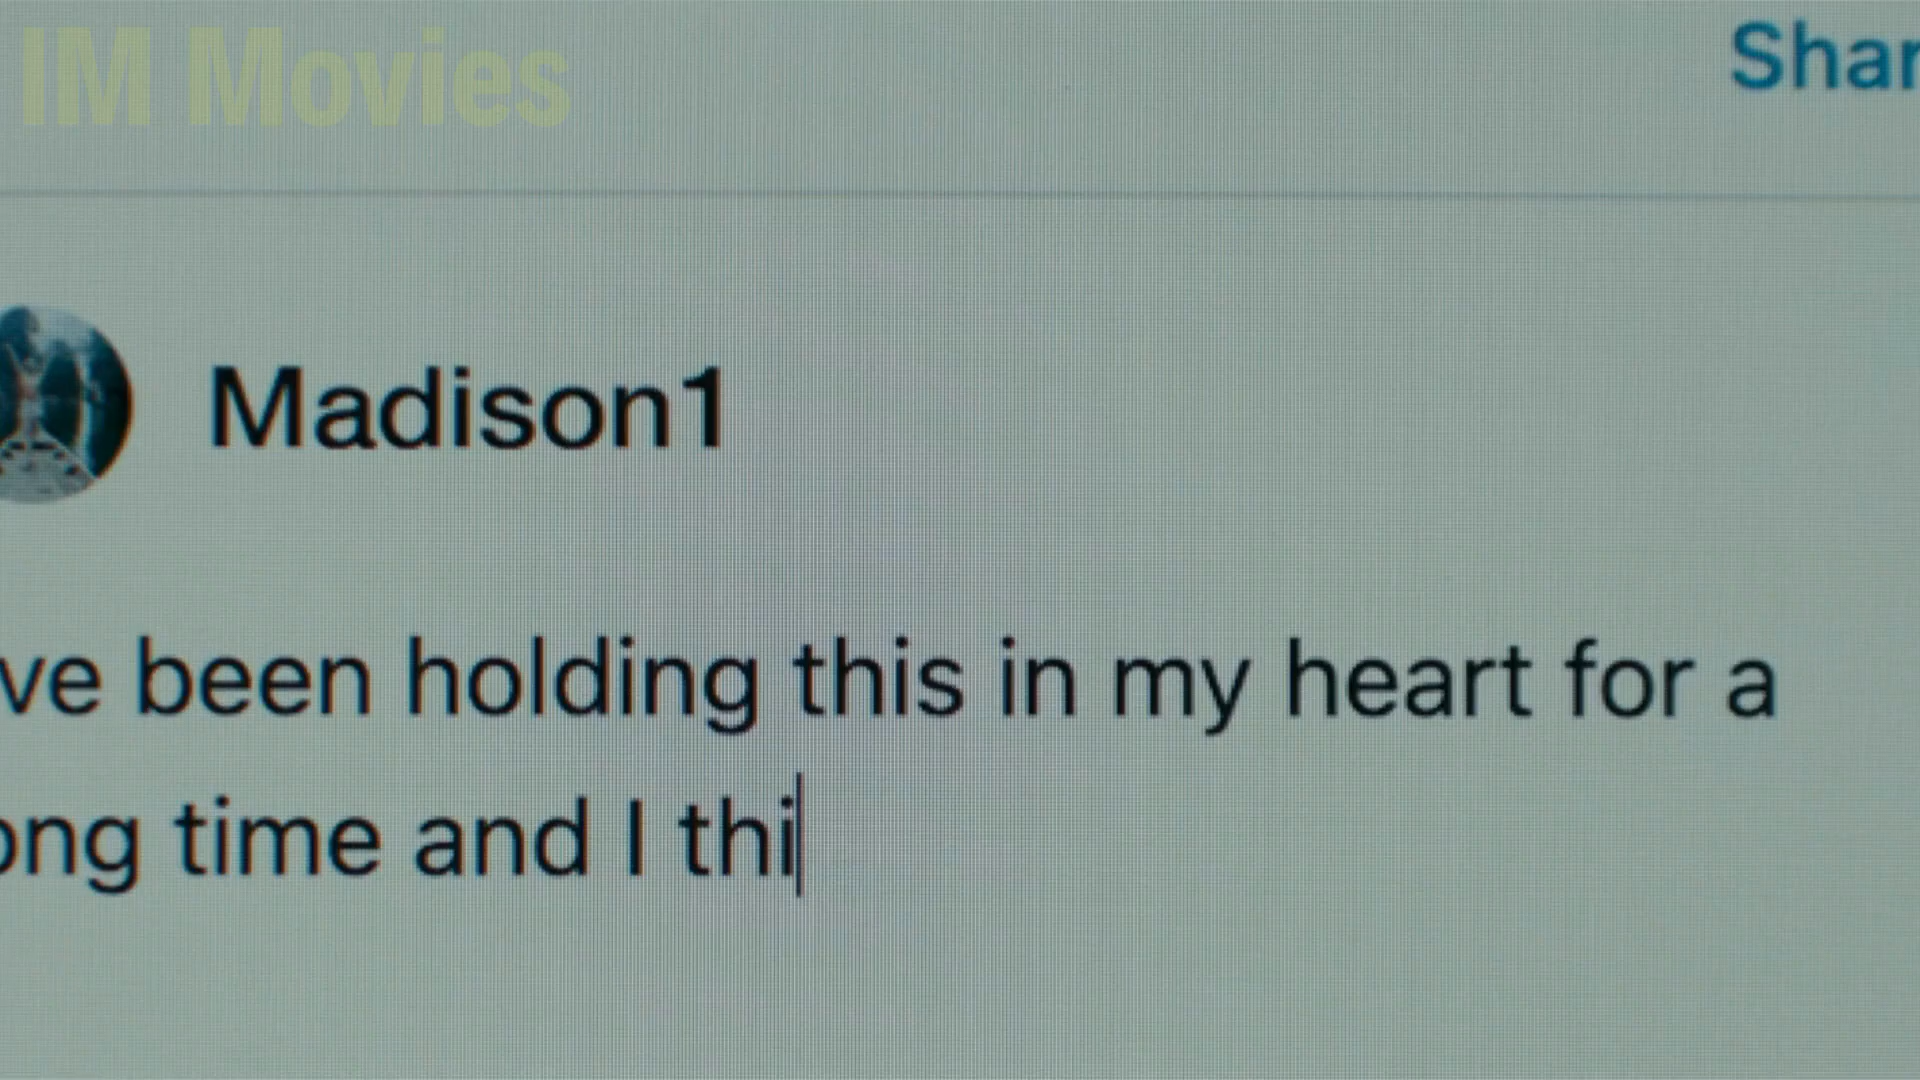 IM Movies
Shar
Madison1
ve been holding this in my heart for a
ong time and I thi